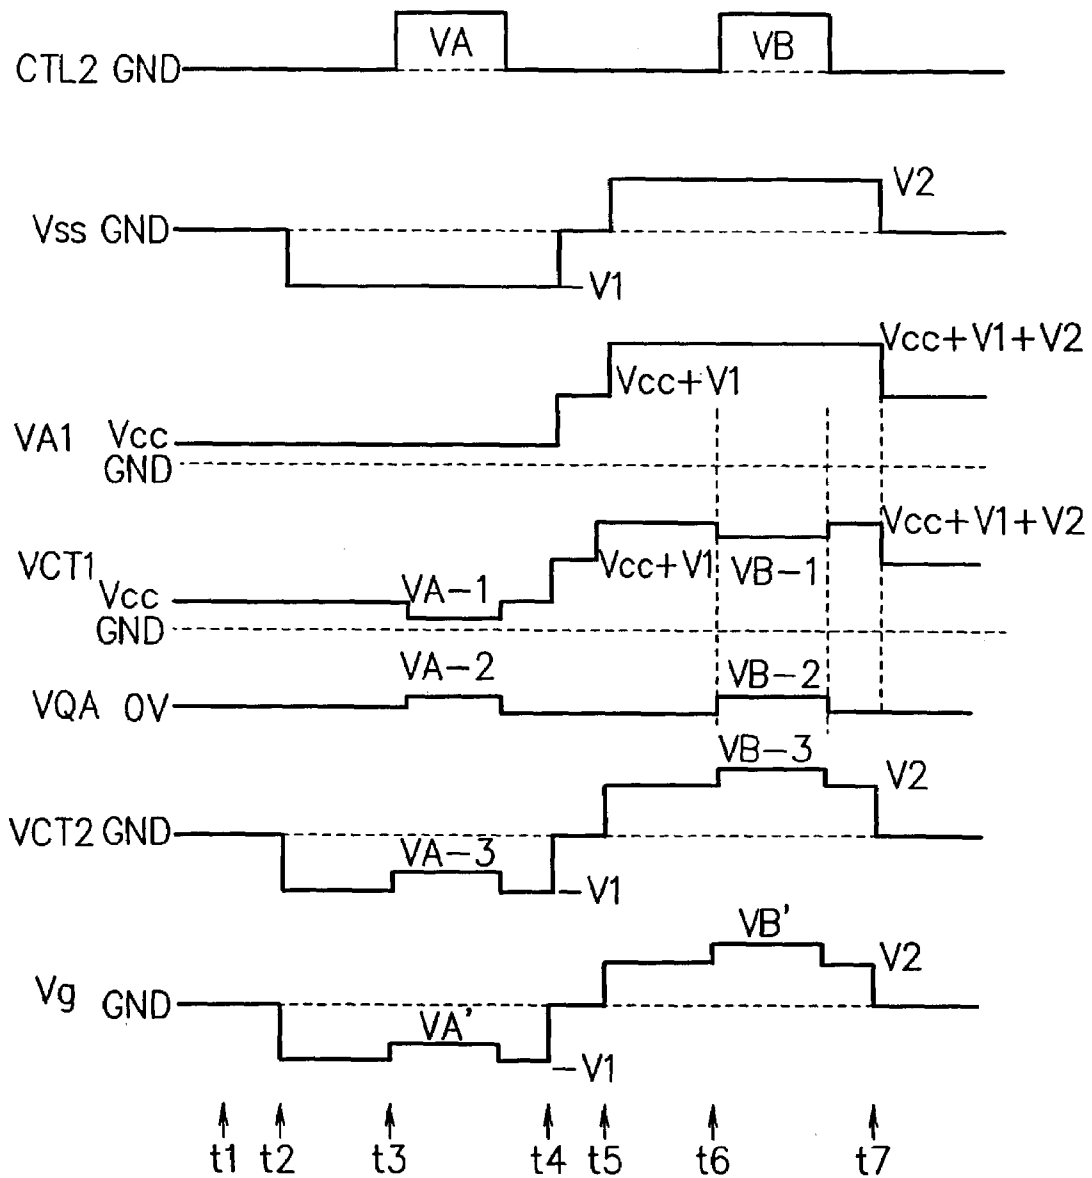 CTL2 GND VA VB
Vss GND V2
-V1
VA1 Vcc Vcc+V1 Vcc+V1+V2
GND
VCT1 Vcc VA-1 Vcc+V1 VB-1 Vcc+V1+V2
GND
VQA 0V VA-2 VB-2
VCT2 GND VA-3 -V1 VB-3 V2
Vg GND VA' -V1 VB' V2
t1 t2 t3 t4 t5 t6 t7